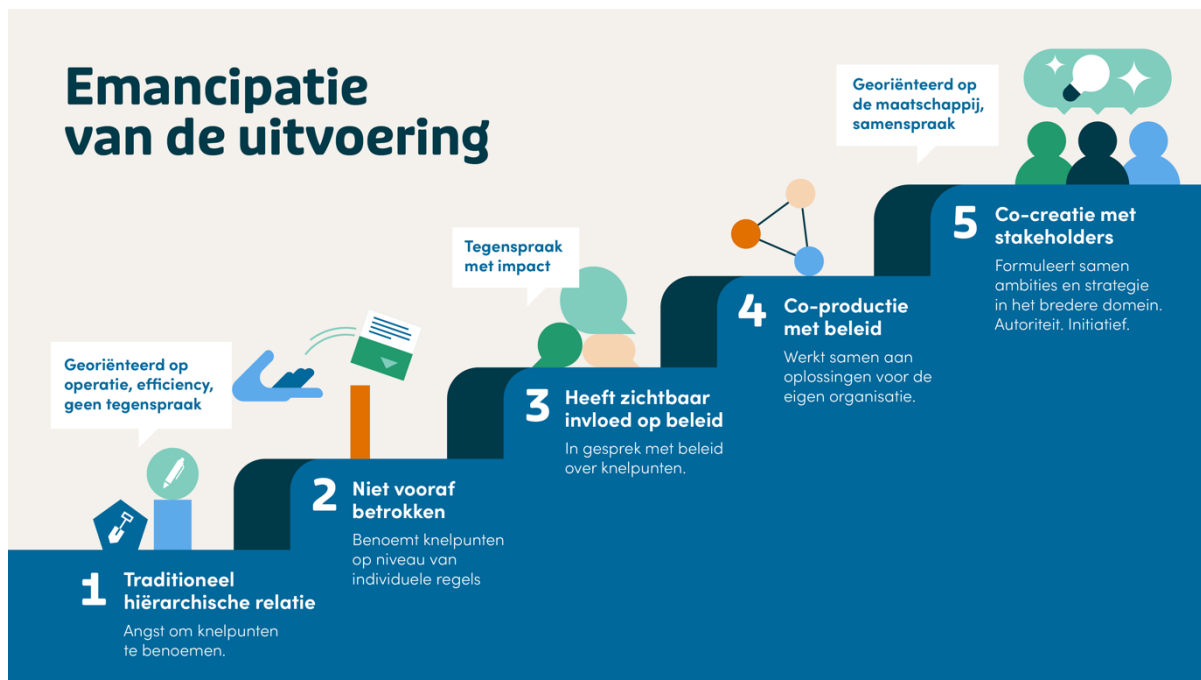 Emancipatie
van de uitvoering
Georiënteerd op
operatie, efficiency,
geen tegenspraak
1
Traditioneel
hiërarchische relatie
Angst om knelpunten
te benoemen.
2
Niet vooraf
betrokken
Benoemt knelpunten
op niveau van
individuele regels
Tegenspraak
met impact
3
Heeft zichtbaar
invloed op beleid
In gesprek met beleid
over knelpunten.
4
Co-productie
met beleid
Werkt samen aan
oplossingen voor de
eigen organisatie.
Georiënteerd op
de maatschappij,
samenspraak
5
Co-creatie met
stakeholders
Formuleert samen
ambities en strategie
in het bredere domein.
Autoriteit. Initiatief.